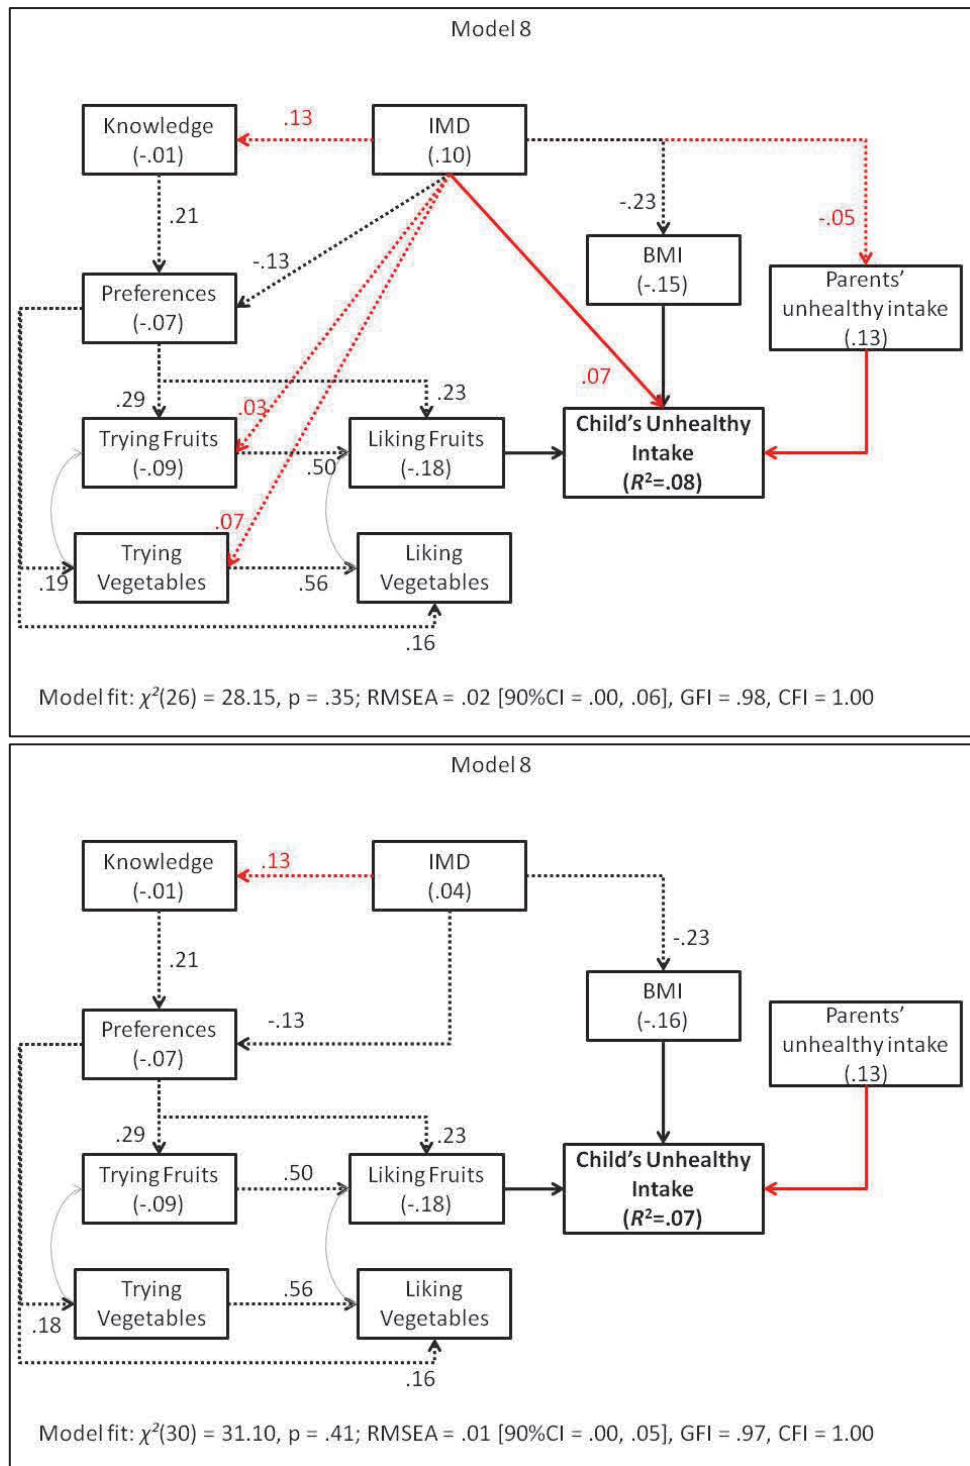 Model 8
Knowledge
(-.01)
.13
IMD
(.10)
.21
-.23
-.05
-.13
BMI
(-.15)
Parents'
unhealthy intake
(.13)
Preferences
(-.07)
.29
.03
.23
.07
Trying Fruits
(-.09)
.50
Liking Fruits
(-.18)
Child's Unhealthy
Intake
(R²=.08)
.07
.19
Trying
Vegetables
.56
Liking
Vegetables
.16
Model fit: χ²(26) = 28.15, p = .35; RMSEA = .02 [90%CI = .00, .06], GFI = .98, CFI = 1.00
Model 8
Knowledge
(-.01)
.13
IMD
(.04)
.21
-.23
BMI
(-.16)
Parents'
unhealthy intake
(.13)
Preferences
(-.07)
-.13
.29
.23
Trying Fruits
(-.09)
.50
Liking Fruits
(-.18)
Child's Unhealthy
Intake
(R²=.07)
.18
Trying
Vegetables
.56
Liking
Vegetables
.16
Model fit: χ²(30) = 31.10, p = .41; RMSEA = .01 [90%CI = .00, .05], GFI = .97, CFI = 1.00